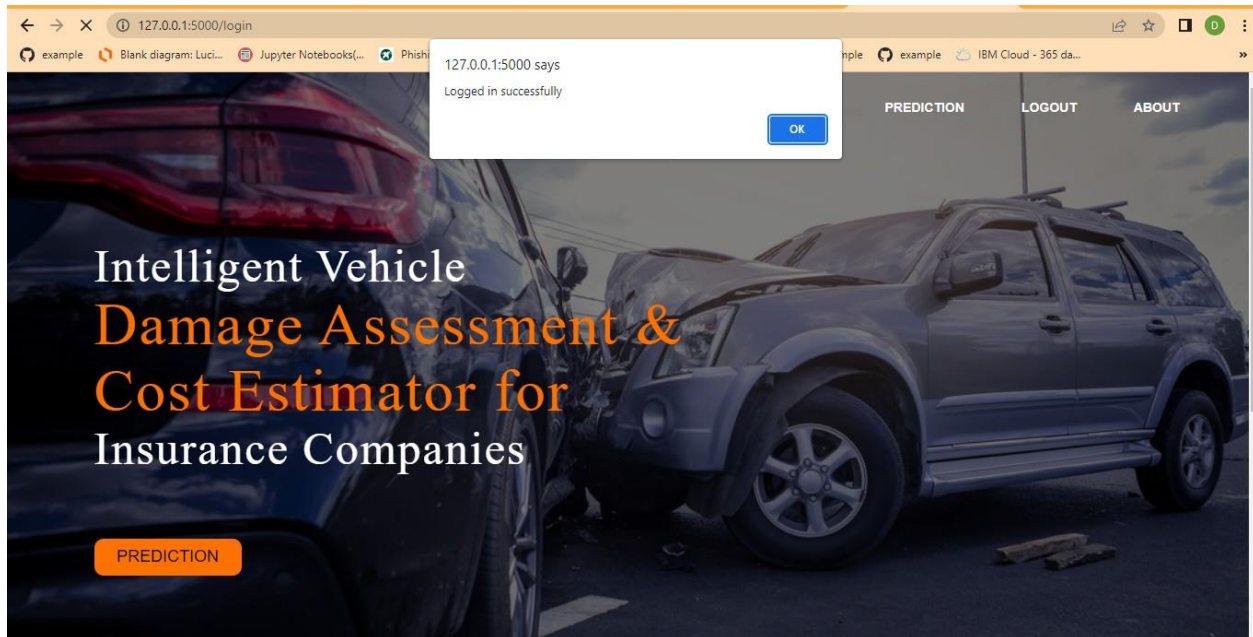 127.0.0.1:5000/login
example Blank diagram: Luci... Jupyter Notebooks(... Phishi example IBM Cloud - 365 da... »
127.0.0.1:5000 says
Logged in successfully
OK
PREDICTION LOGOUT ABOUT
Intelligent Vehicle
Damage Assessment &
Cost Estimator for
Insurance Companies
PREDICTION
D